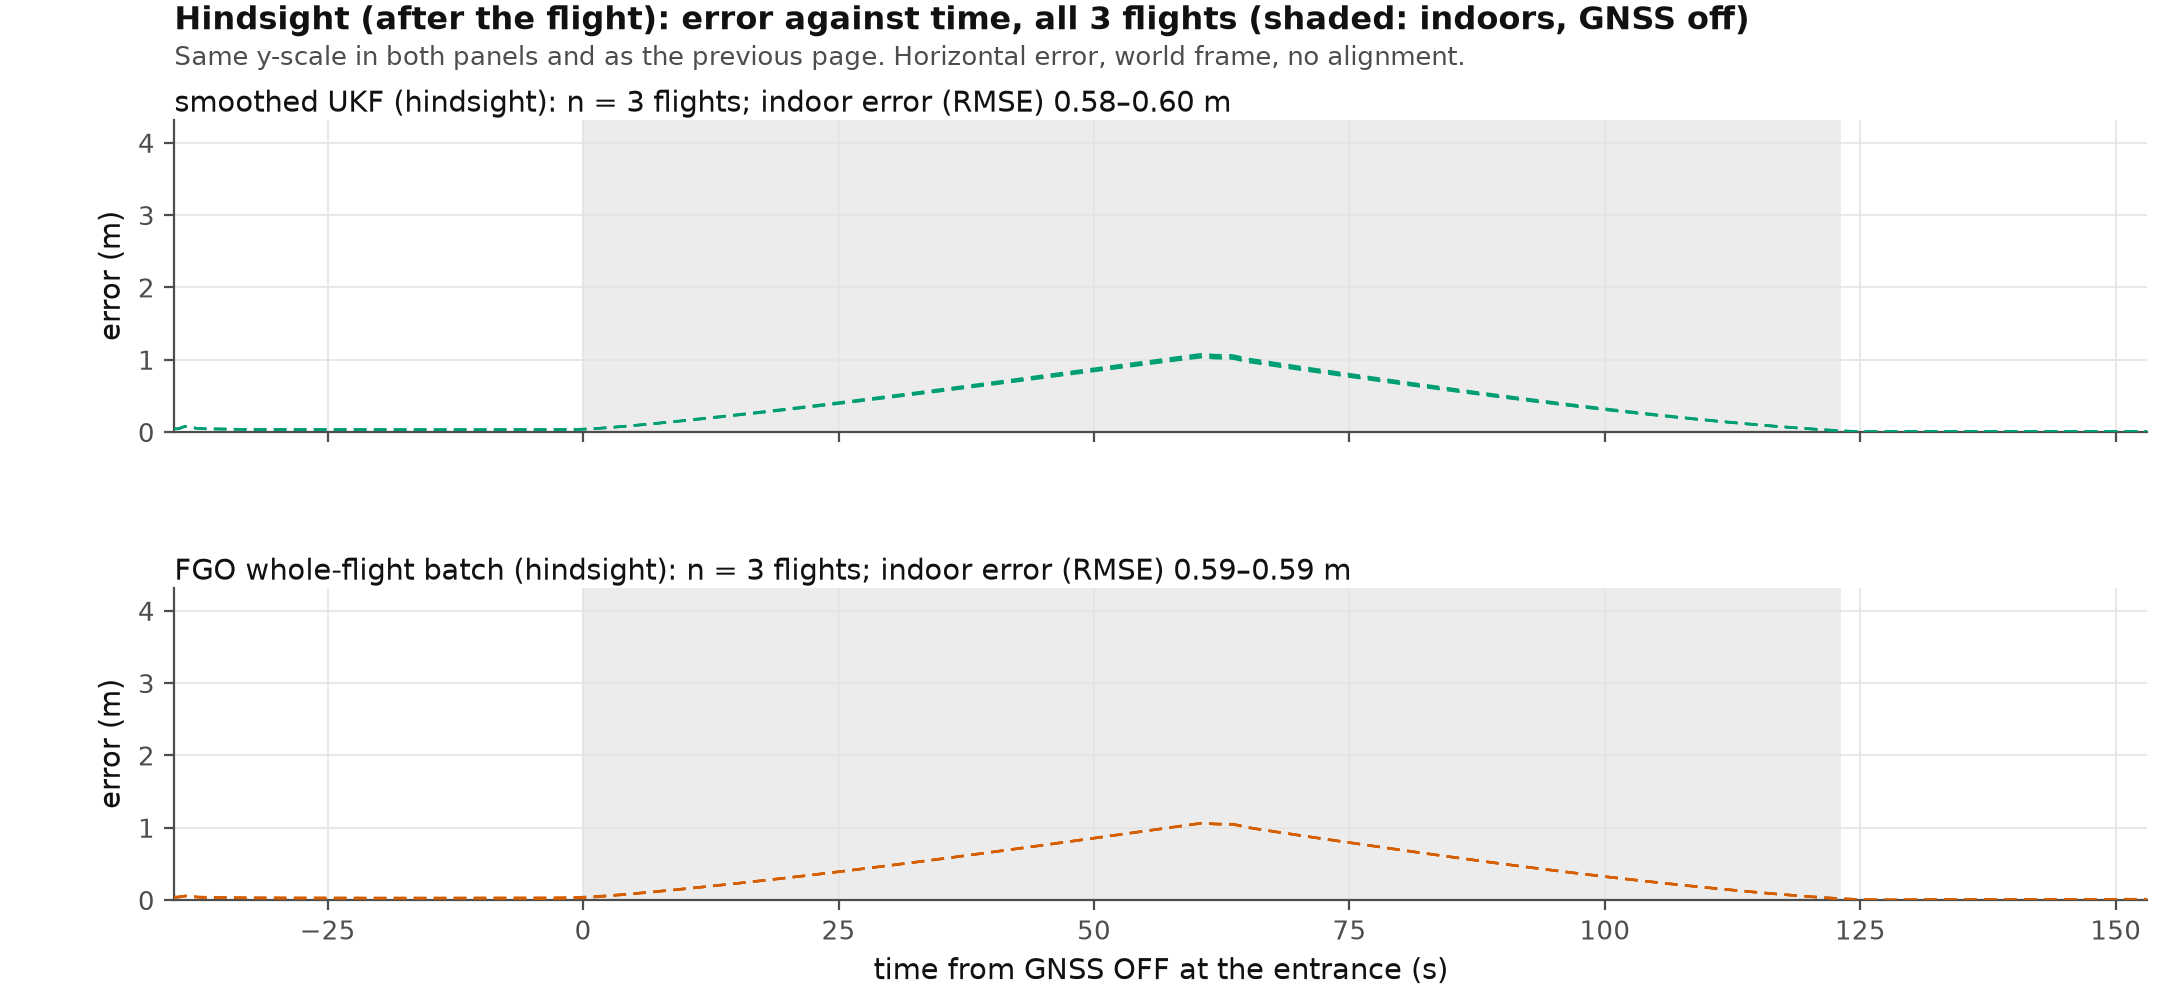 Hindsight (after the flight): error against time, all 3 flights (shaded: indoors, GNSS off)
Same y-scale in both panels and as the previous page. Horizontal error, world frame, no alignment.
smoothed UKF (hindsight): n = 3 flights; indoor error (RMSE) 0.58–0.60 m
4
3
2
1
0
error (m)
FGO whole-flight batch (hindsight): n = 3 flights; indoor error (RMSE) 0.59–0.59 m
4
3
2
1
0
error (m)
−25 0 25 50 75 100 125 150
time from GNSS OFF at the entrance (s)